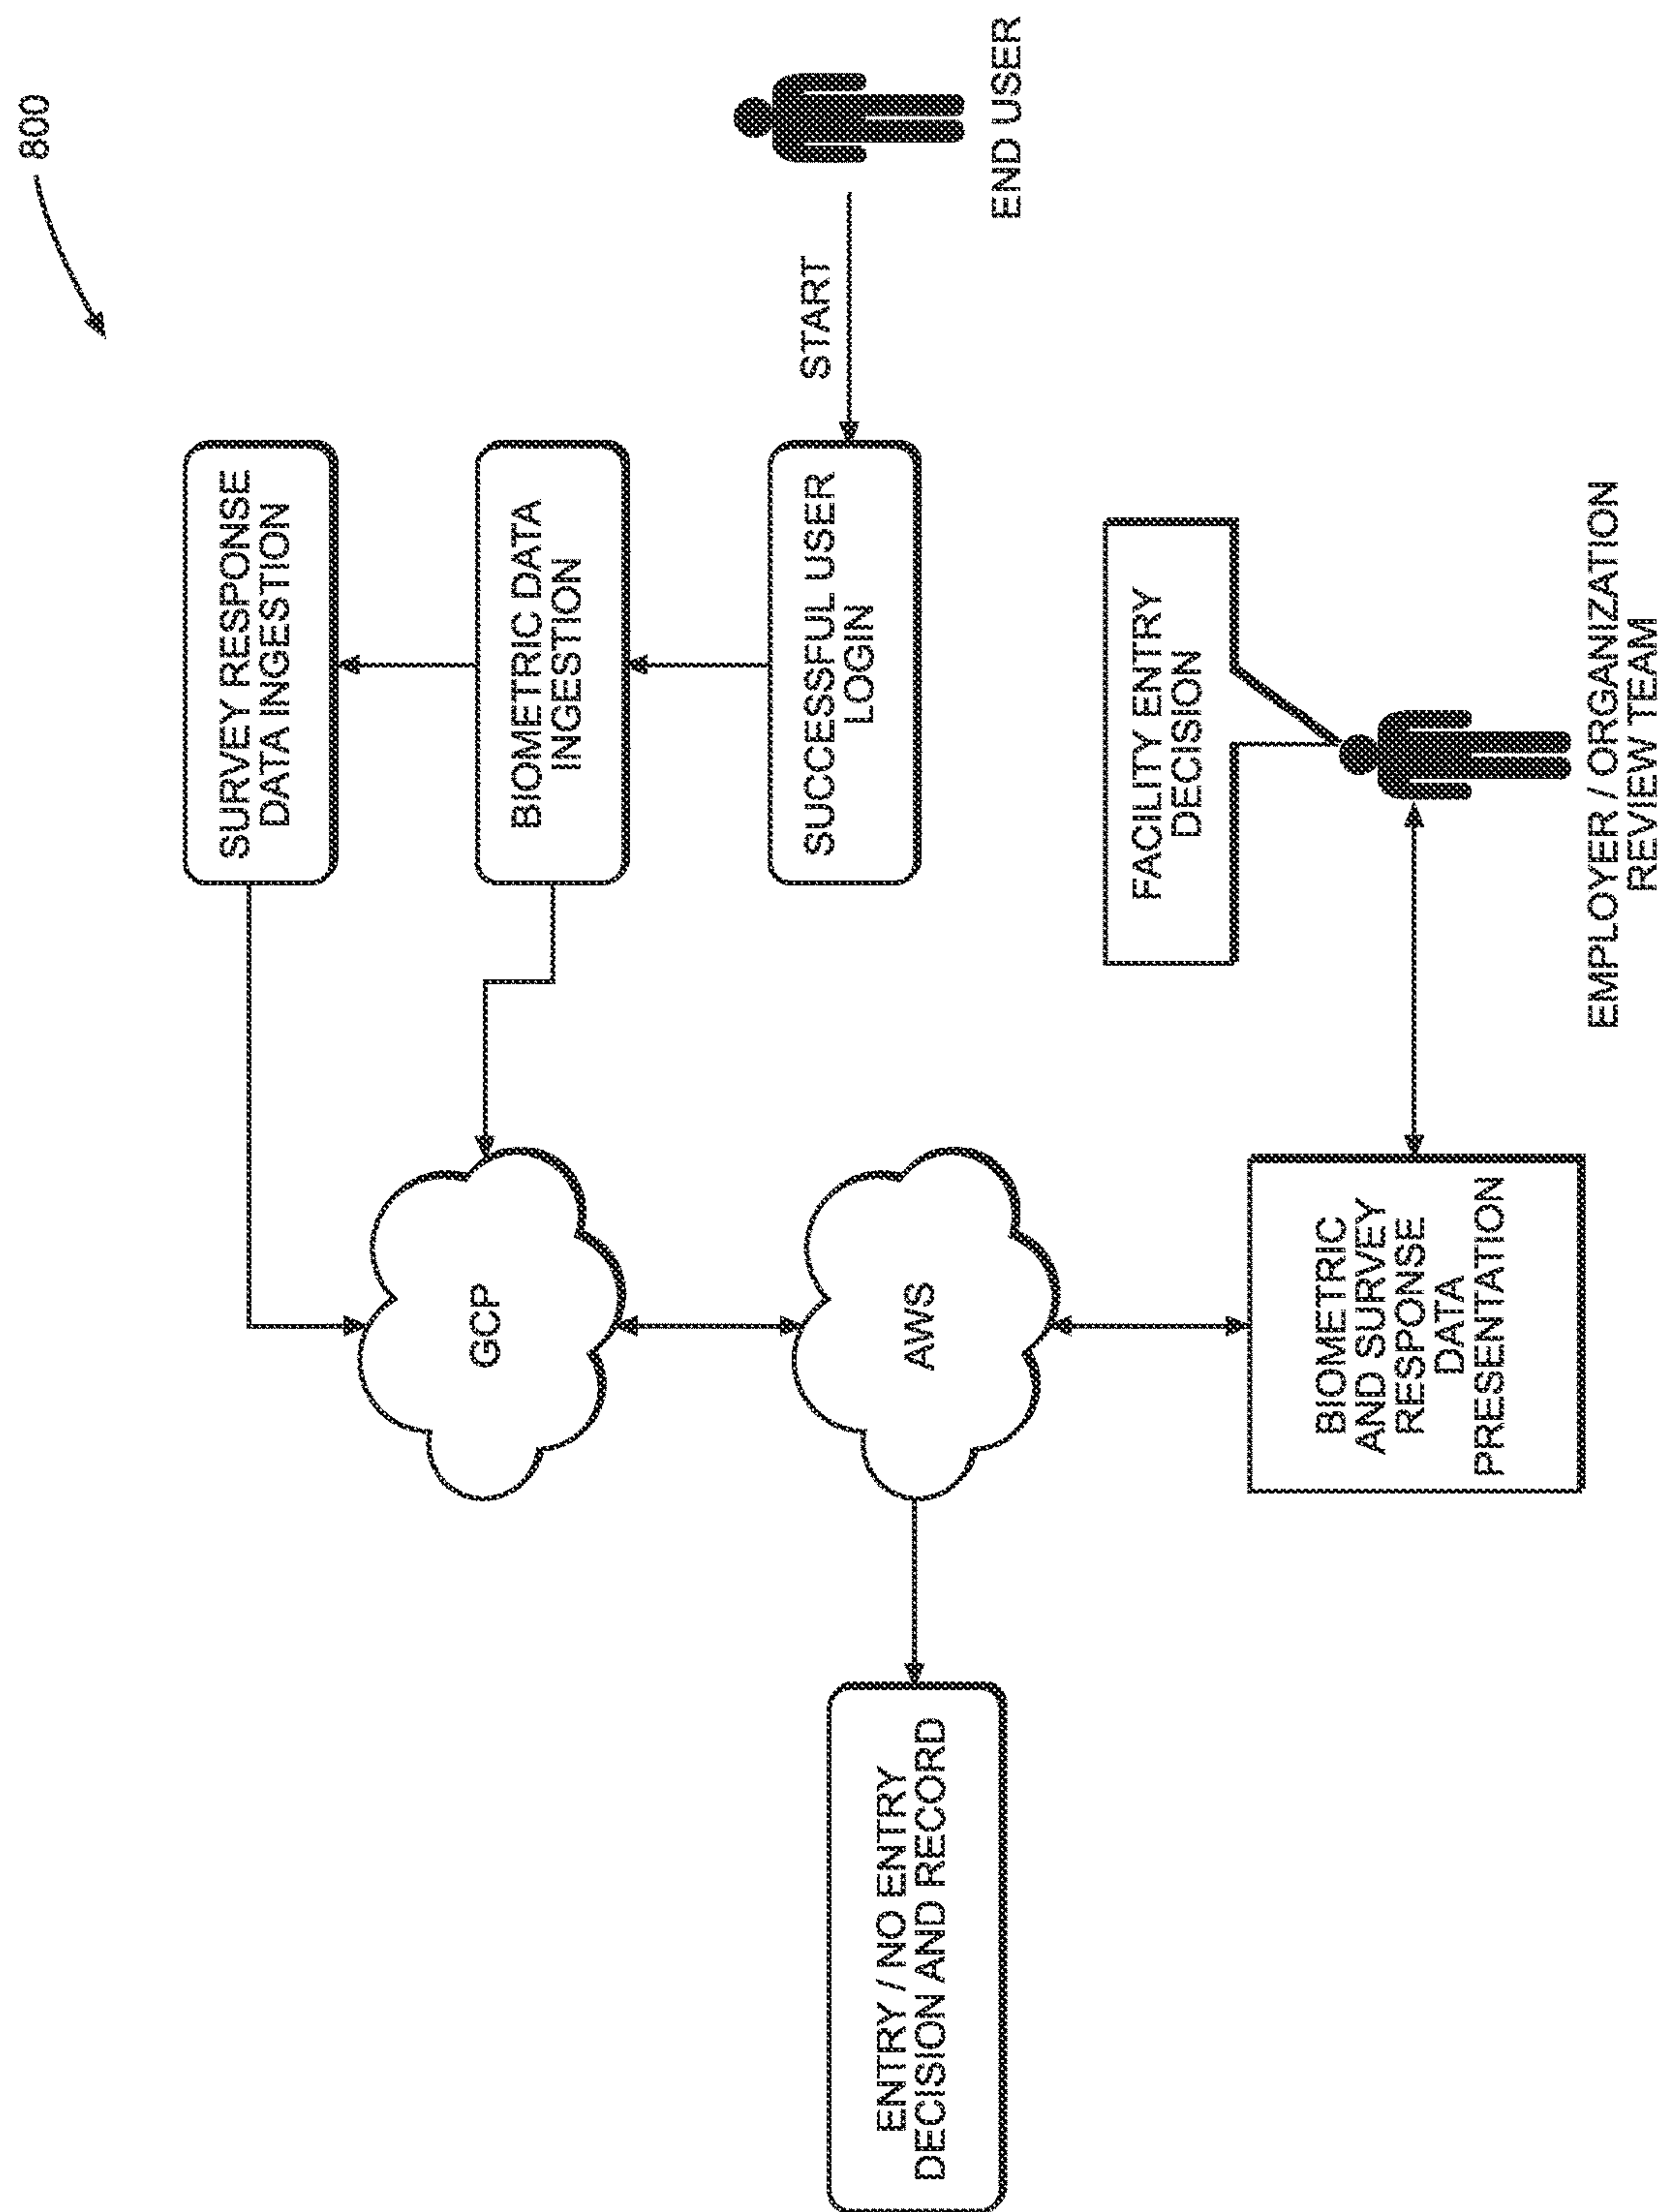 800
SURVEY RESPONSE
DATA INGESTION
BIOMETRIC DATA
INGESTION
SUCCESSFUL USER
LOGIN
START
END USER
GCP
AWS
ENTRY / NO ENTRY
DECISION AND RECORD
FACILITY ENTRY
DECISION
BIOMETRIC
AND SURVEY
RESPONSE
DATA
PRESENTATION
EMPLOYER / ORGANIZATION
REVIEW TEAM